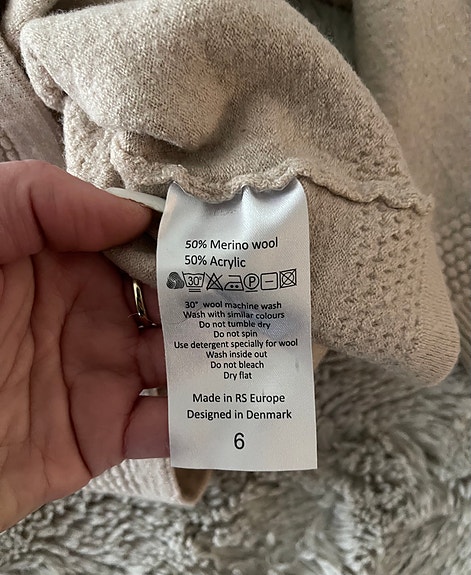 50% Merino wool
50% Acrylic
30° P
30° wool machine wash
Wash with similar colours
Do not tumble dry
Do not spin
Use detergent specially for wool
Wash inside out
Do not bleach
Dry flat
Made in RS Europe
Designed in Denmark
6